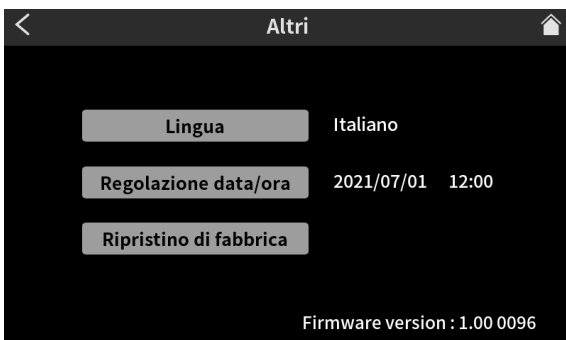 Altri
Lingua Italiano
Regolazione data/ora 2021/07/01 12:00
Ripristino di fabbrica
Firmware version : 1.00 0096